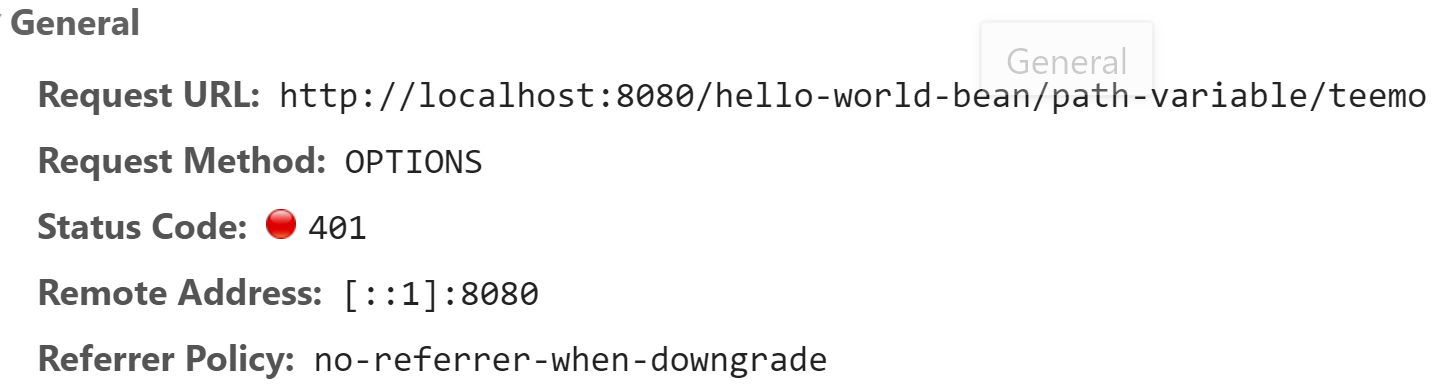 General
General
Request URL: http://localhost:8080/hello-world-bean/path-variable/teemo
Request Method: OPTIONS
Status Code: 401
Remote Address: [::1]:8080
Referrer Policy: no-referrer-when-downgrade